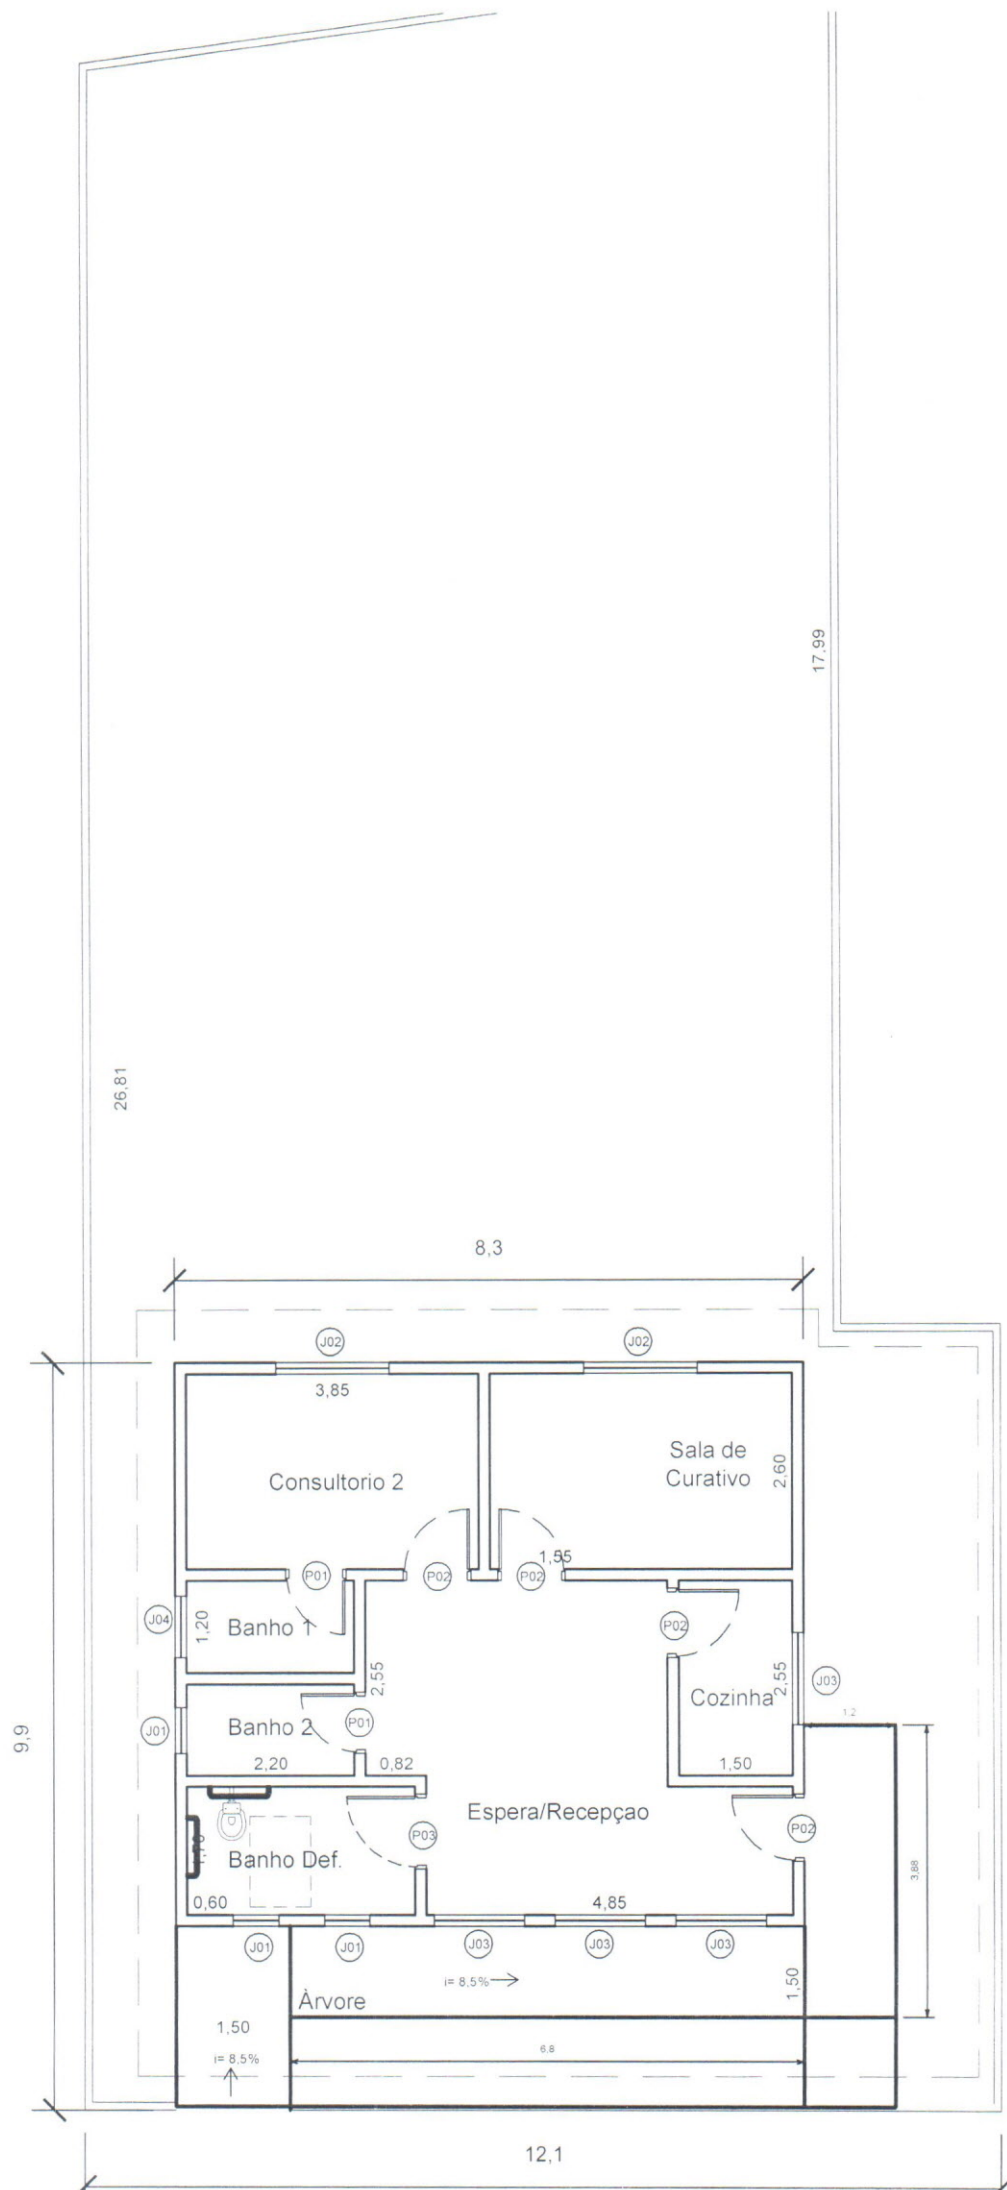 17,99
26,81
8,3
J02
J02
3,85
Sala de
Curativo
2,60
Consultorio 2
1,55
P01
P02
P02
J04
1,20
Banho 1
P02
2,55
2,55
J03
Cozinha
J01
Banho 2
P01
1,2
9,9
2,20
0,82
1,50
Espera/Recepçao
P03
P02
3,88
Banho Def.
0,60
4,85
J01
J01
J03
J03
J03
i= 8,5%
1,50
Àrvore
1,50
i= 8,5%
6,8
12,1